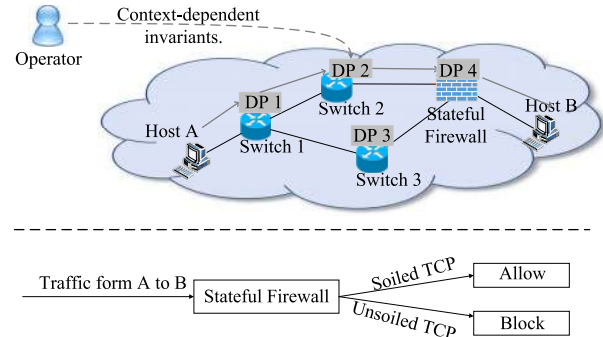 Context-dependent
invariants.
Operator
DP 2
DP 4
DP 1
Switch 2
Host B
Host A
Stateful
Firewall
DP 3
Switch 1
Switch 3
Traffic form A to B
Stateful Firewall
Soiled TCP
Unsoiled TCP
Allow
Block